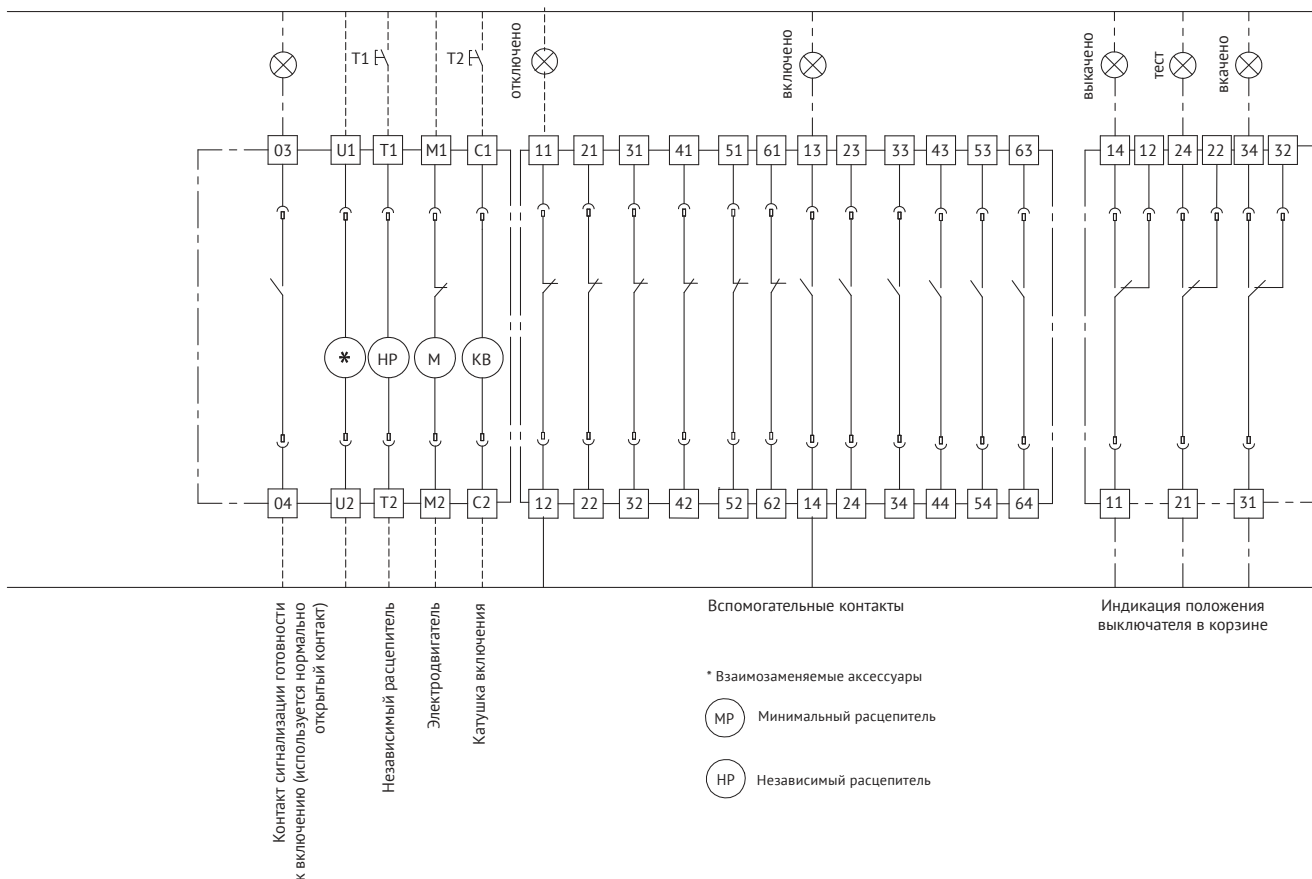 T1
T2
отключено
включено
выкачено
тест
вкачено
03 U1 T1 M1 C1 11 21 31 41 51 61 13 23 33 43 53 63 14 12 24 22 34 32
* НР М КВ
04 U2 T2 M2 C2 12 22 32 42 52 62 14 24 34 44 54 64 11 21 31
Контакт сигнализации готовности
к включению (используется нормально
открытый контакт)
Независимый расцепитель
Электродвигатель
Катушка включения
Вспомогательные контакты
Индикация положения
выключателя в корзине
* Взаимозаменяемые аксессуары
МР Минимальный расцепитель
НР Независимый расцепитель